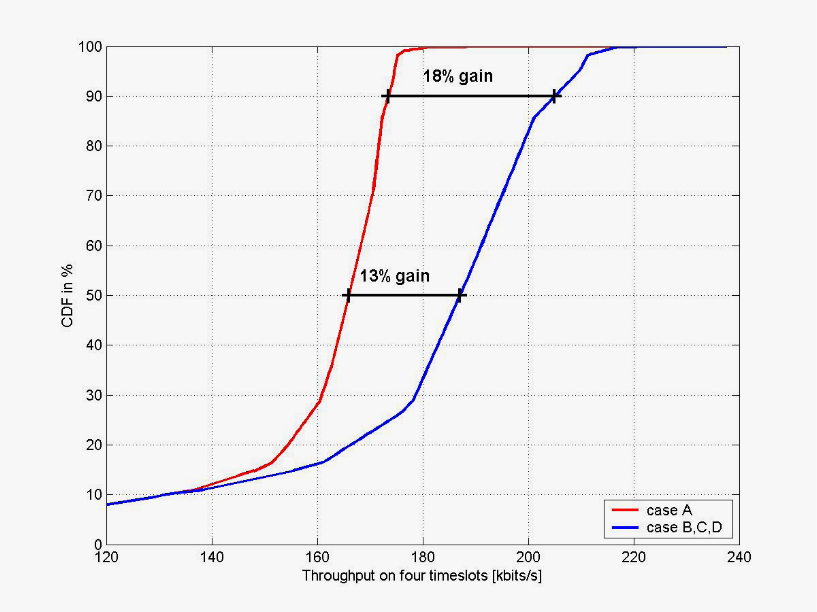 100
90
80
70
60
50
40
30
20
10
0
CDF in %
18% gain
13% gain
case A
case B,C,D
120 140 160 180 200 220 240
Throughput on four timeslots [kbits/s]